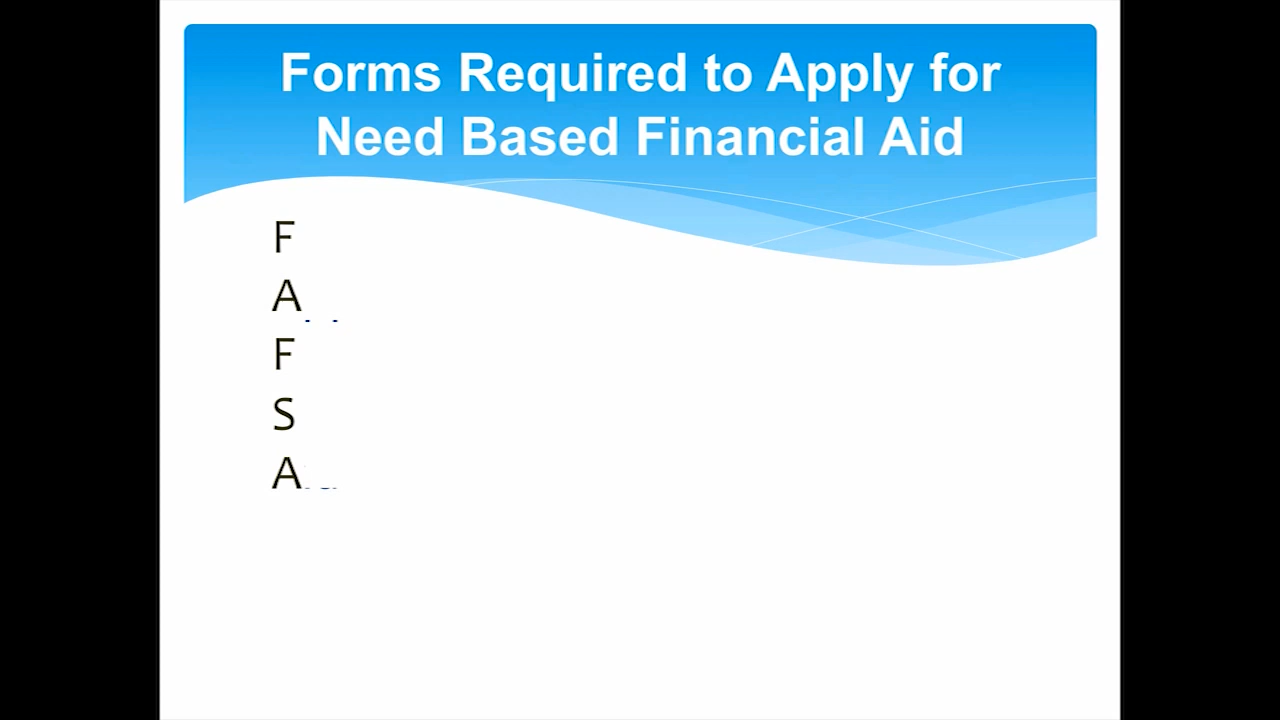 Forms Required to Apply for
Need Based Financial Aid
F
A
F
S
A